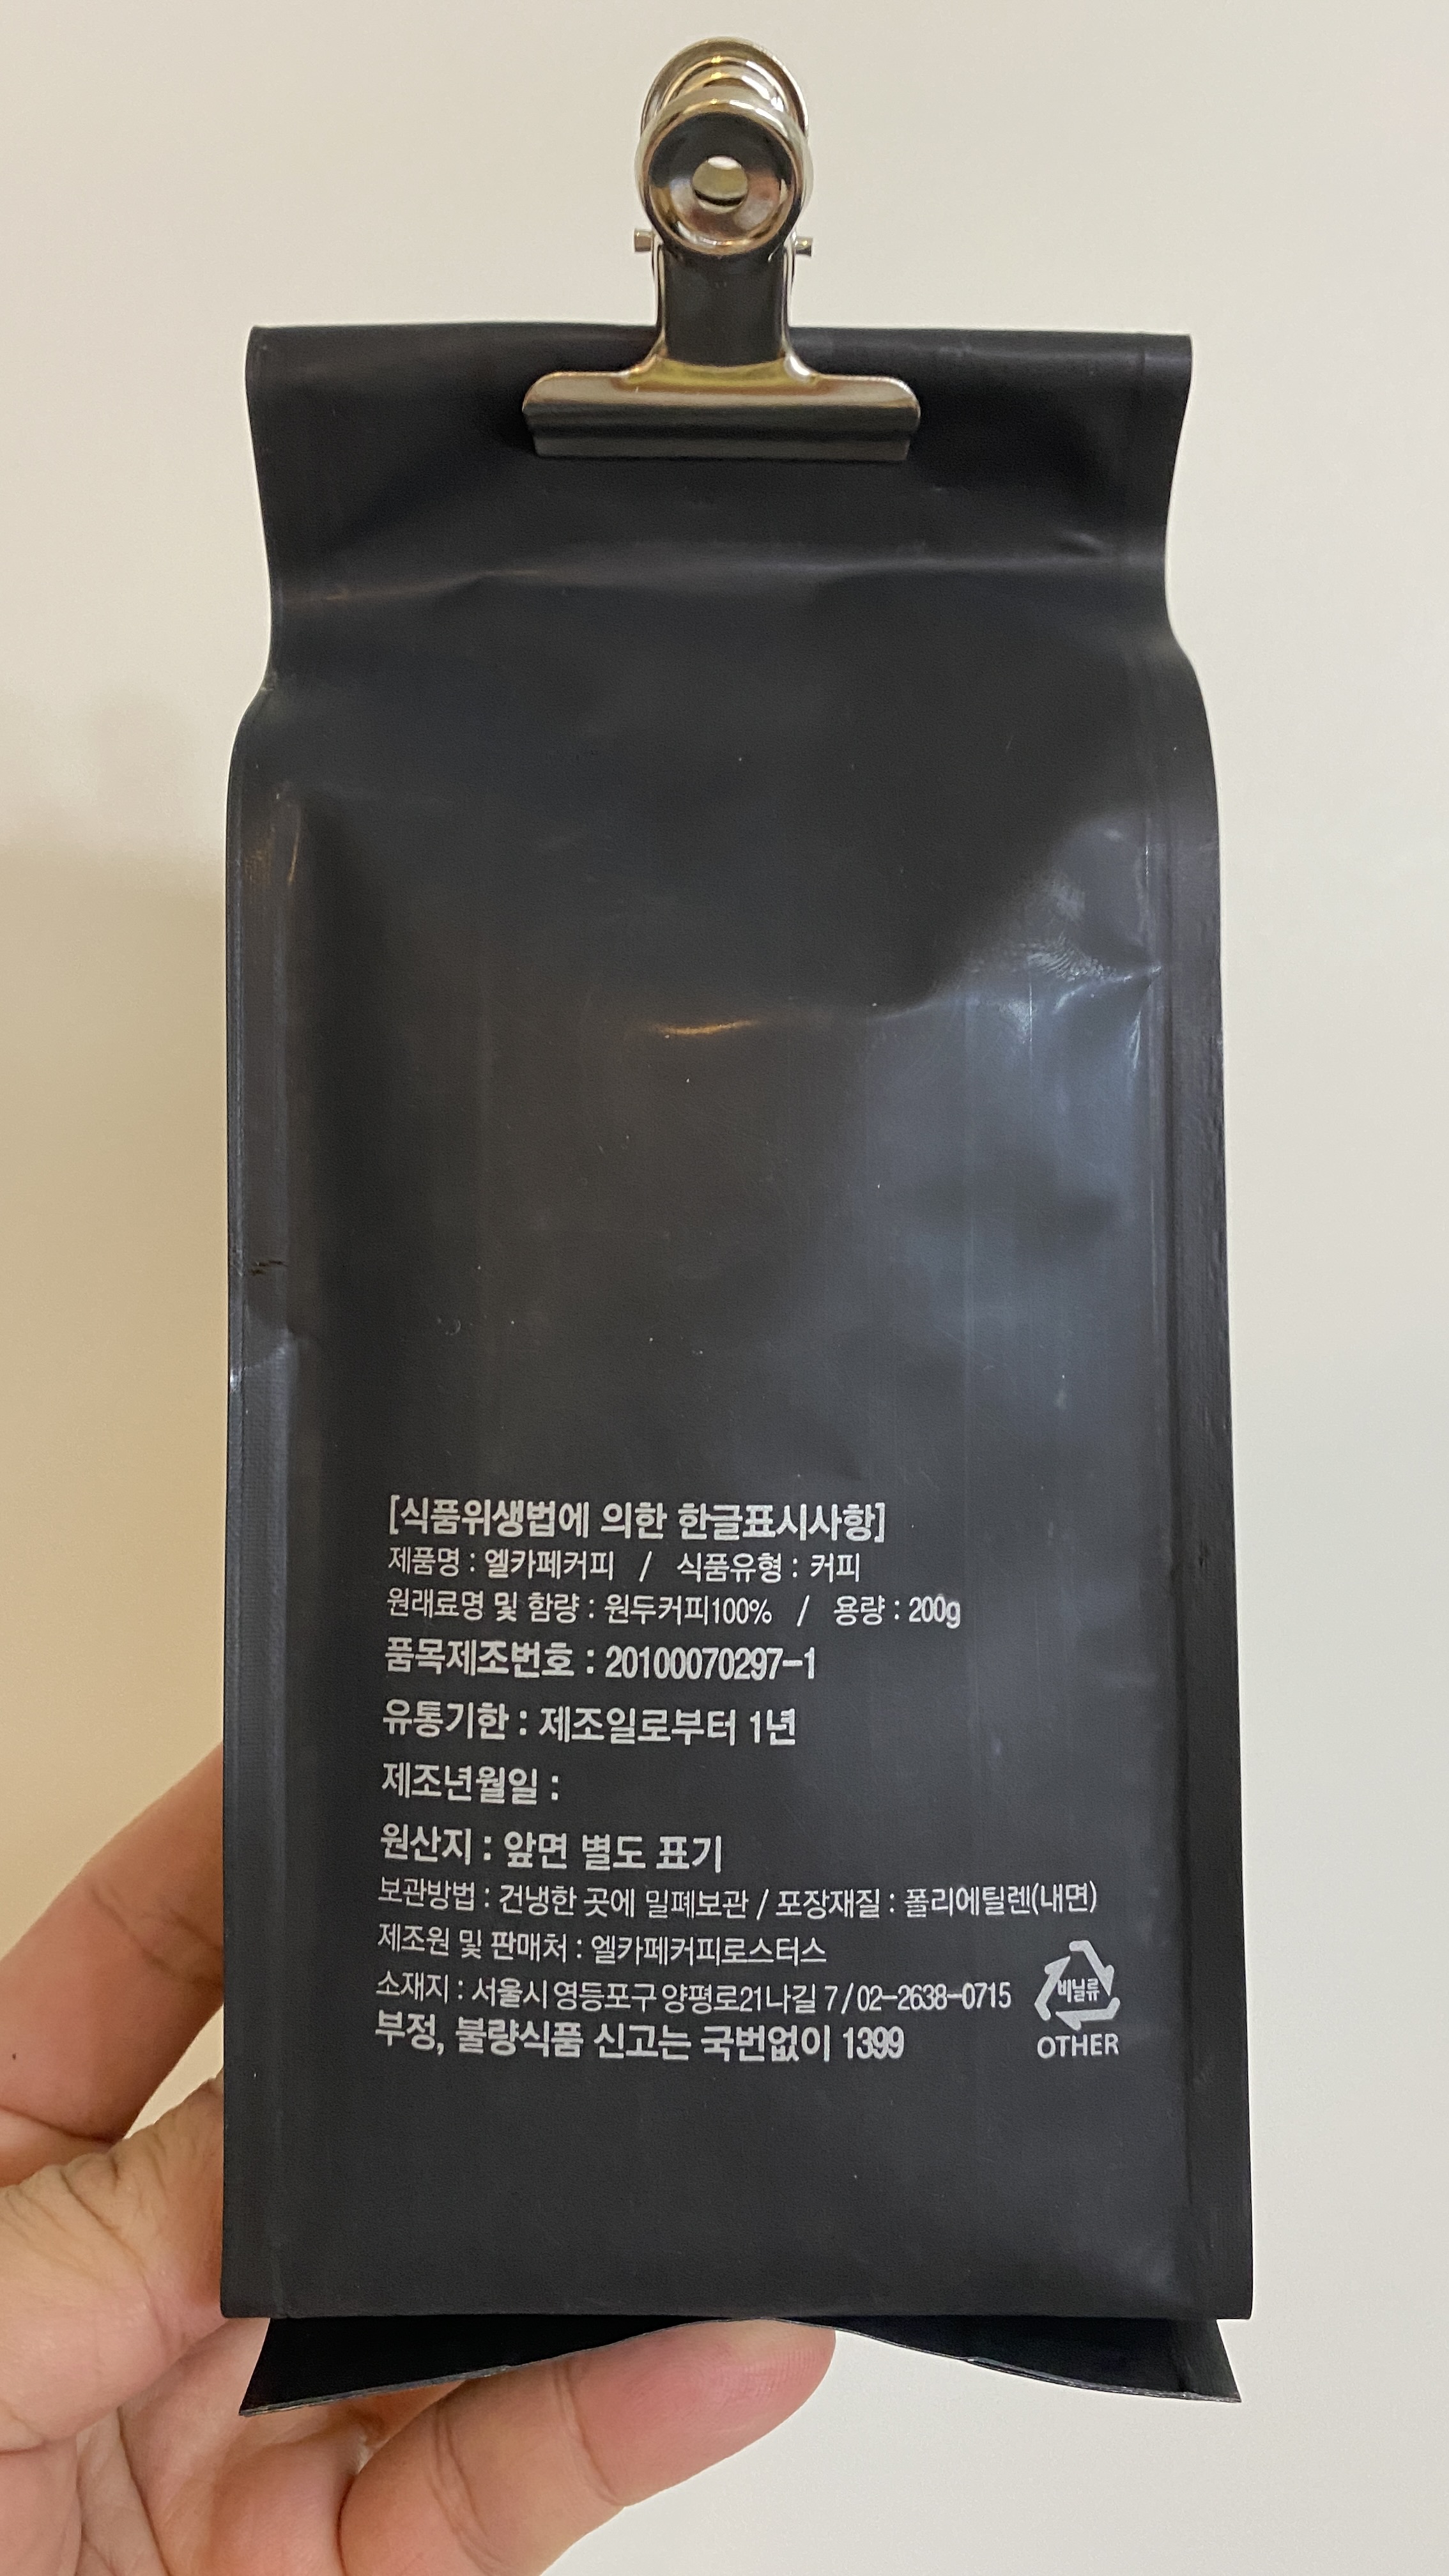 [식품위생법에 의한 한글표시사항]
제품명 : 엘카페커피 / 식품유형 : 커피
원래료명 및 함량 : 원두커피100% / 용량 : 200g
품목제조번호 : 20100070297-1
유통기한 : 제조일로부터 1년
제조년월일 :
원산지 : 앞면 별도 표기
보관방법 : 건냉한 곳에 밀폐보관 / 포장재질 : 폴리에틸렌(내면)
제조원 및 판매처 : 엘카페커피로스터스
소재지 : 서울시 영등포구 양평로21나길 7 / 02-2638-0715
부정, 불량식품 신고는 국번없이 1399
비닐류
OTHER